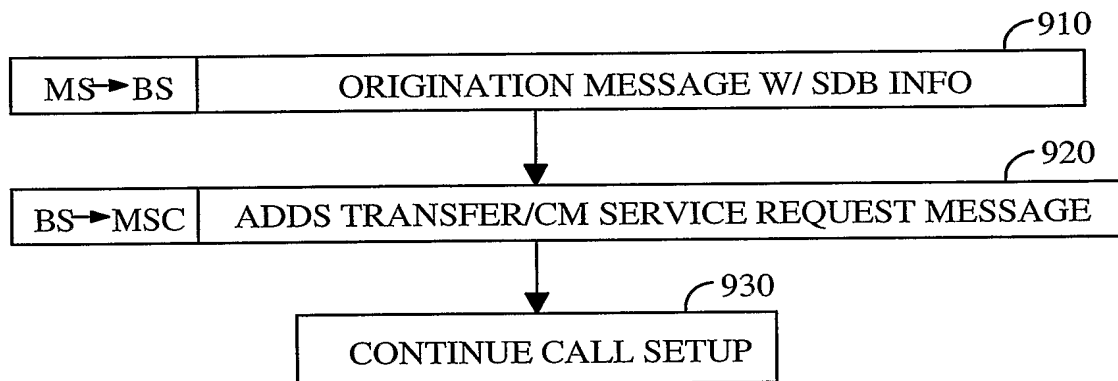 910
MS→BS ORIGINATION MESSAGE W/ SDB INFO
920
BS→MSC ADDS TRANSFER/CM SERVICE REQUEST MESSAGE
930
CONTINUE CALL SETUP